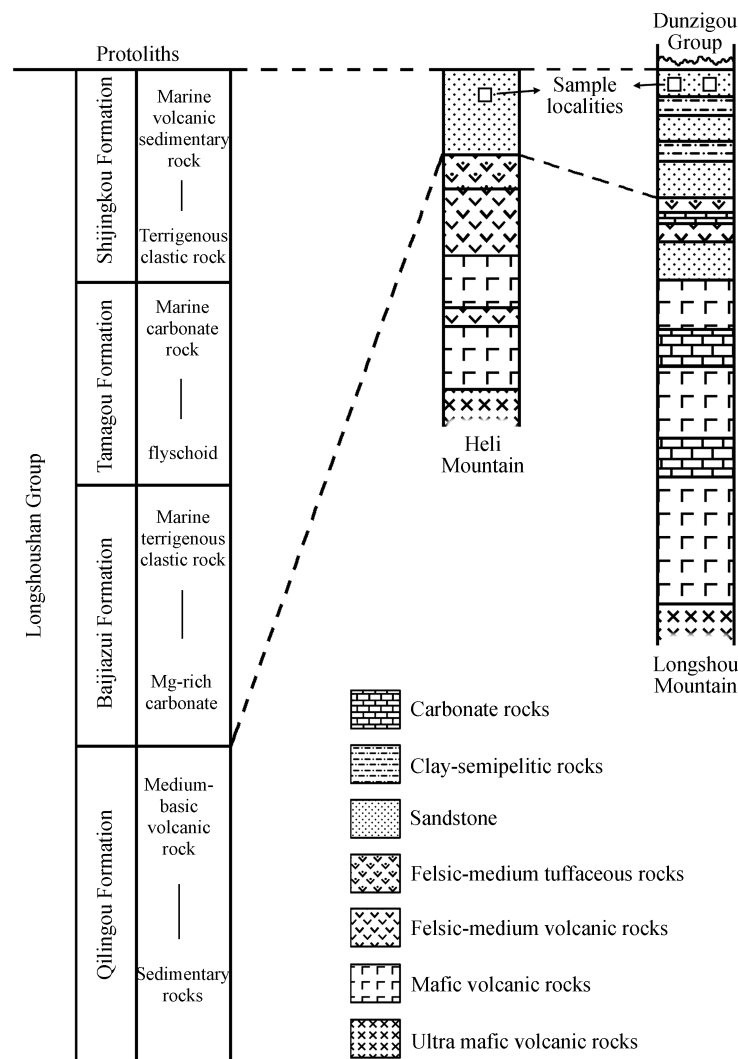 Dunzigou
Group
Protoliths
Sample
localities
Longshoushan Group
Shijingkou Formation
Marine
volcanic
sedimentary
rock
Terrigenous
clastic rock
Tamagou Formation
Marine
carbonate
rock
flyschoid
Baijiazui Formation
Marine
terrigenous
clastic rock
Mg-rich
carbonate
Qilingou Formation
Medium-
basic
volcanic
rock
Sedimentary
rocks
Heli
Mountain
Longshou
Mountain
Carbonate rocks
Clay-semipelitic rocks
Sandstone
Felsic-medium tuffaceous rocks
Felsic-medium volcanic rocks
Mafic volcanic rocks
Ultra mafic volcanic rocks